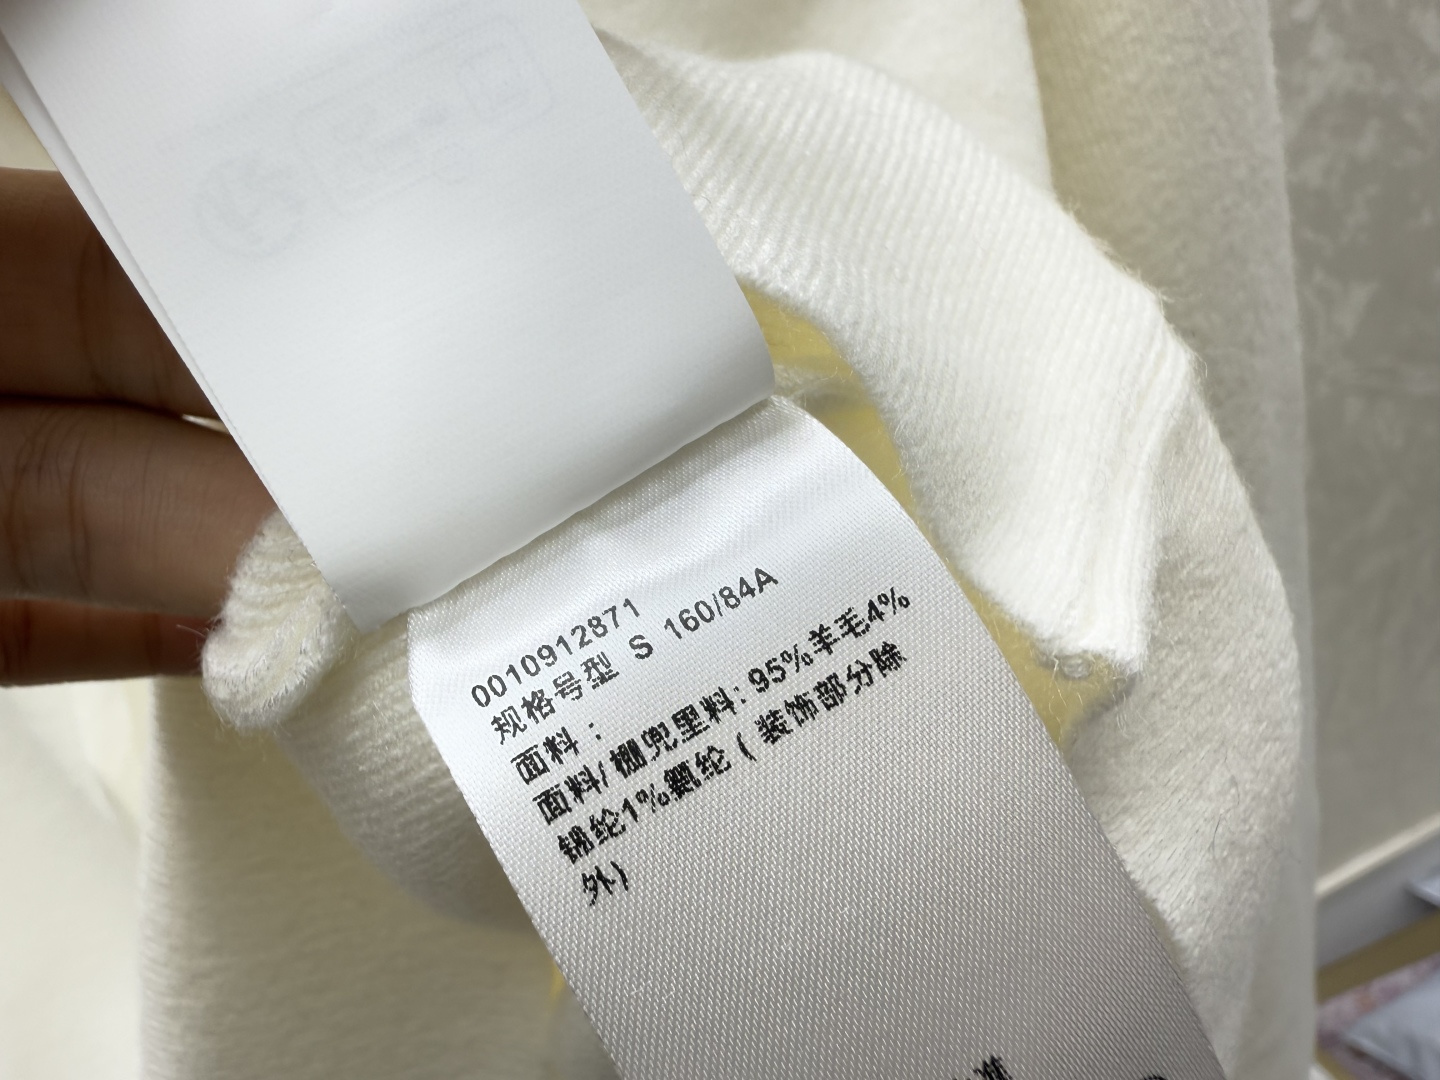 0010912871
规格号型 S 160/84A
面料：
面料/棚兜里料: 95%羊毛4%
锦纶1%氨纶 ( 装饰部分除
外)
准